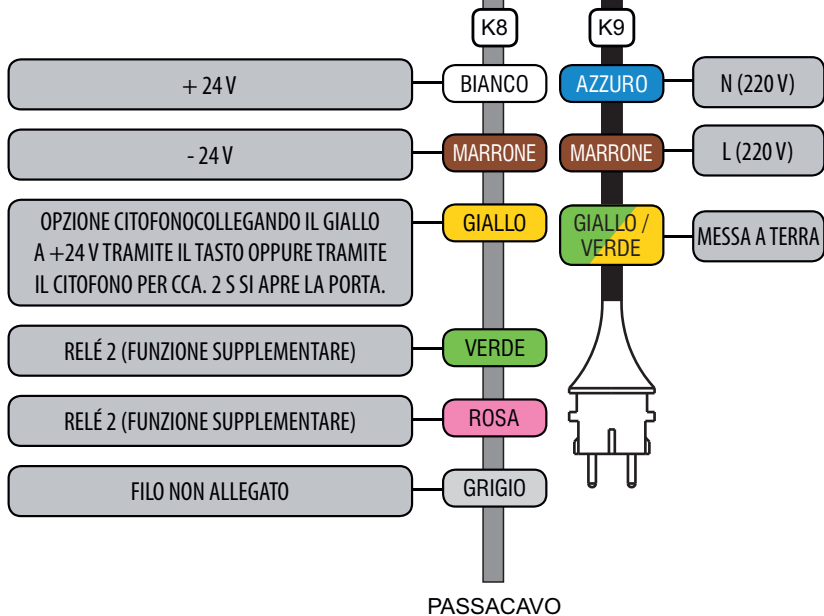 K8
K9
+ 24 V
BIANCO
AZZURO
N (220 V)
- 24 V
MARRONE
MARRONE
L (220 V)
OPZIONE CITOFONOCOLLEGANDO IL GIALLO
A +24 V TRAMITE IL TASTO OPPURE TRAMITE
IL CITOFONO PER CCA. 2 S SI APRE LA PORTA.
GIALLO
GIALLO /
VERDE
MESSA A TERRA
RELÉ 2 (FUNZIONE SUPPLEMENTARE)
VERDE
RELÉ 2 (FUNZIONE SUPPLEMENTARE)
ROSA
FILO NON ALLEGATO
GRIGIO
PASSACAVO